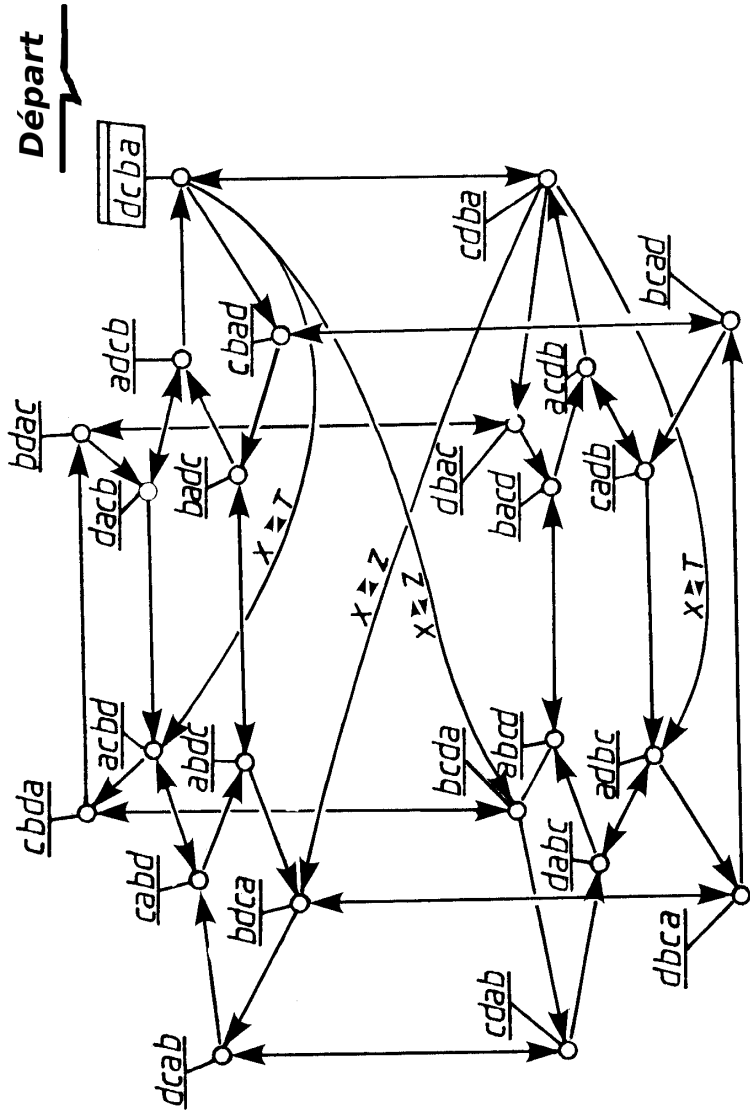 Départ
dcba
cdba
bcad
adcb
cbad
acdb
bdac
dacb
badc
dbac
bacd
cadb
X ⇄ T
X ⇄ Z
X ⇄ Z
X ⇄ T
acbd
abdc
bcda
abcd
adbc
cbda
cabd
bdca
dabc
dbca
dcab
cdab